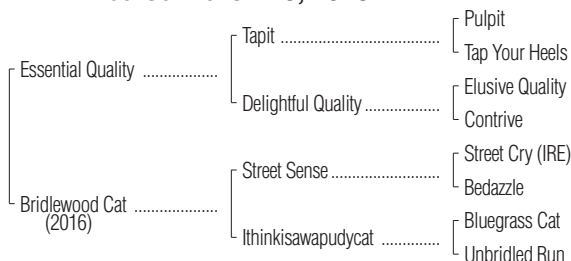 Pulpit
Tapit ........................................
Tap Your Heels
Essential Quality ..................
Elusive Quality
Delightful Quality ...................
Contrive
Street Cry (IRE)
Street Sense ...........................
Bedazzle
Bridlewood Cat ....................
(2016)
Bluegrass Cat
Ithinkisawapudycat ..............
Unbridled Run